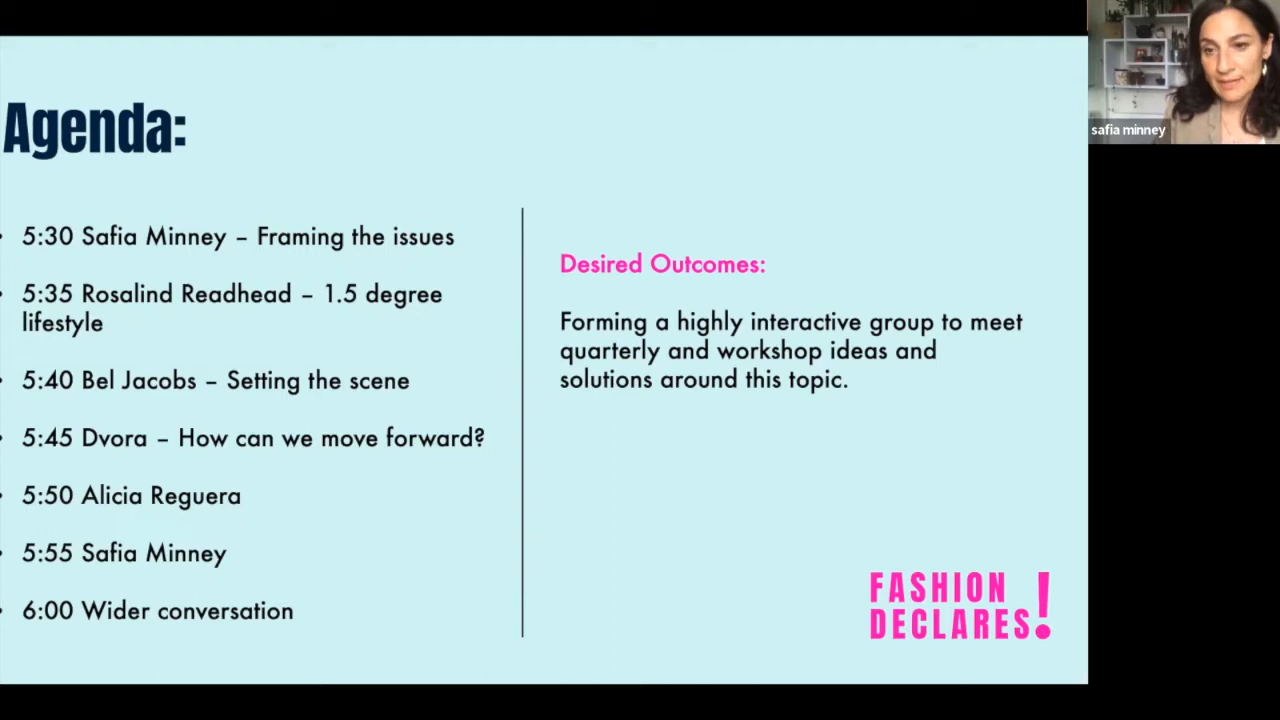 Agenda:
5:30 Safia Minney – Framing the issues
5:35 Rosalind Readhead – 1.5 degree
lifestyle
5:40 Bel Jacobs – Setting the scene
5:45 Dvora – How can we move forward?
5:50 Alicia Reguera
5:55 Safia Minney
6:00 Wider conversation
Desired Outcomes:
Forming a highly interactive group to meet
quarterly and workshop ideas and
solutions around this topic.
FASHION
DECLARES!
safia minney